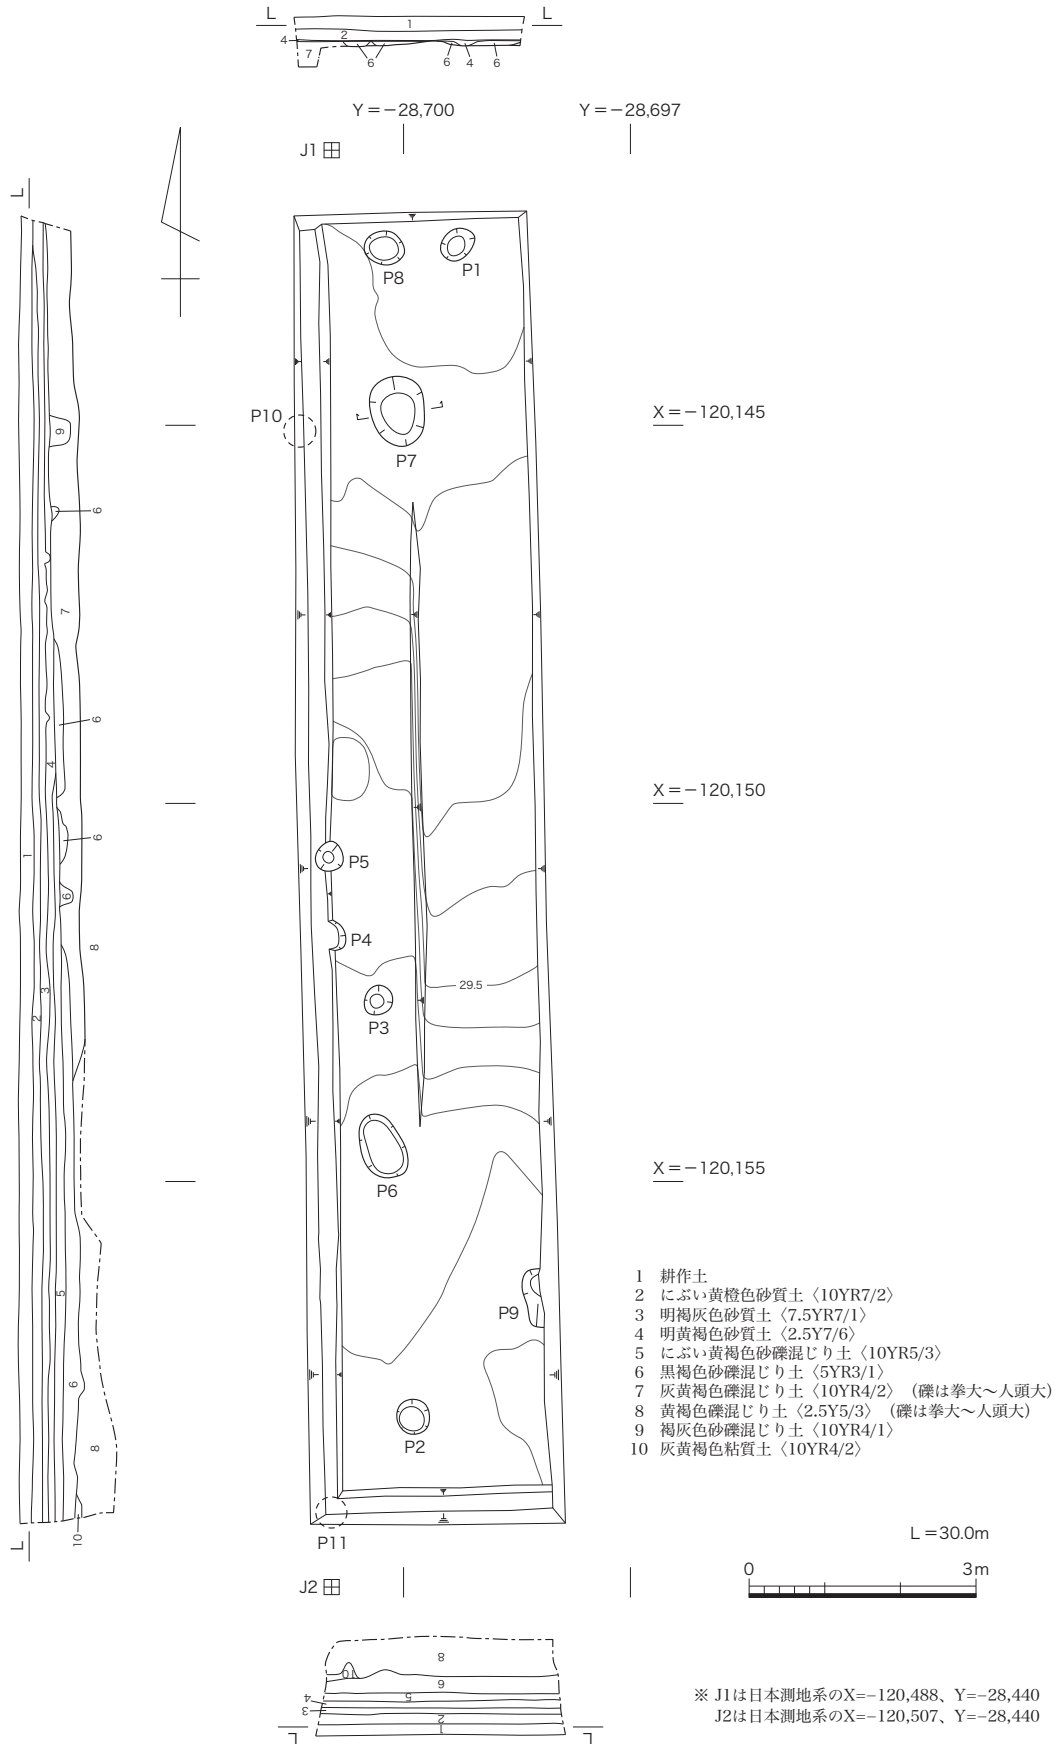 L L
1
4 2
7 6 6 4 6
Y=−28,700 Y=−28,697
J1
L
P8 P1
P10 X=−120,145
9
P7
6
7
6
4
X=−120,150
6
1
P5
6
P4
8
3
29.5
2
P3
X=−120,155
P6
5
P9
6
8
P2
10
L
P11
1 耕作土
2 にぶい黄橙色砂質土〈10YR7/2〉
3 明褐灰色砂質土〈7.5YR7/1〉
4 明黄褐色砂質土〈2.5Y7/6〉
5 にぶい黄褐色砂礫混じり土〈10YR5/3〉
6 黒褐色砂礫混じり土〈5YR3/1〉
7 灰黄褐色礫混じり土〈10YR4/2〉（礫は拳大～人頭大）
8 黄褐色礫混じり土〈2.5Y5/3〉（礫は拳大～人頭大）
9 褐灰色砂礫混じり土〈10YR4/1〉
10 灰黄褐色粘質土〈10YR4/2〉
L=30.0m
0 3m
J2
8
10
6
5
4
3
2
1
L L
※ J1は日本測地系のX=−120,488、Y=−28,440
J2は日本測地系のX=−120,507、Y=−28,440